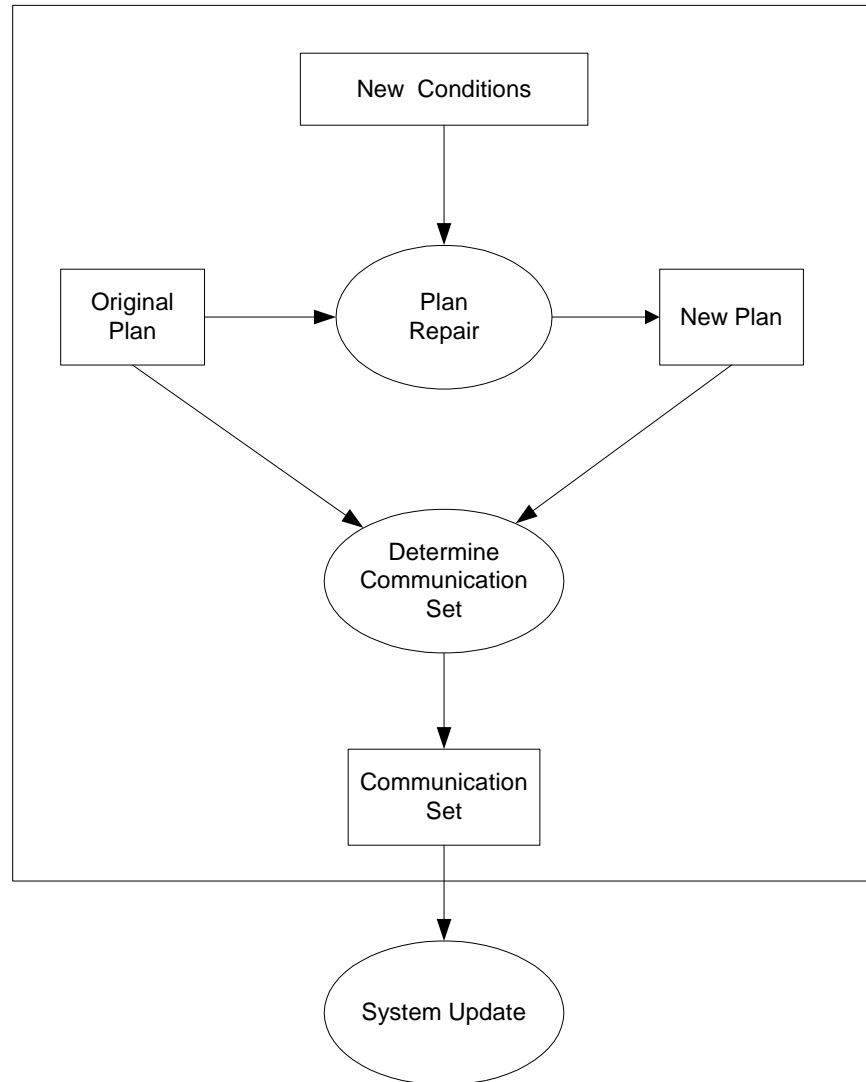 New Conditions
Original
Plan
Plan
Repair
New Plan
Determine
Communication
Set
Communication
Set
System Update